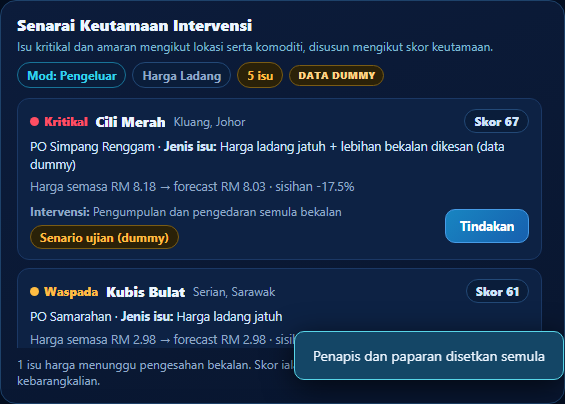 Senarai Keutamaan Intervensi
Isu kritikal dan amaran mengikut lokasi serta komoditi, disusun mengikut skor keutamaan.
Mod: Pengeluar Harga Ladang 5 isu DATA DUMMY
Kritikal Cili Merah Kluang, Johor Skor 67
PO Simpang Renggam · Jenis isu: Harga ladang jatuh + lebihan bekalan dikesan (data
dummy)
Harga semasa RM 8.18 → forecast RM 8.03 · sisihan -17.5%
Intervensi: Pengumpulan dan pengedaran semula bekalan
Senario ujian (dummy)
Tindakan
Waspada Kubis Bulat Serian, Sarawak Skor 61
PO Samarahan · Jenis isu: Harga ladang jatuh
Harga semasa RM 2.98 → forecast RM 2.98 ·
Penapis dan paparan disetkan semula
1 isu harga menunggu pengesahan bekalan. Skor
kebarangkalian.